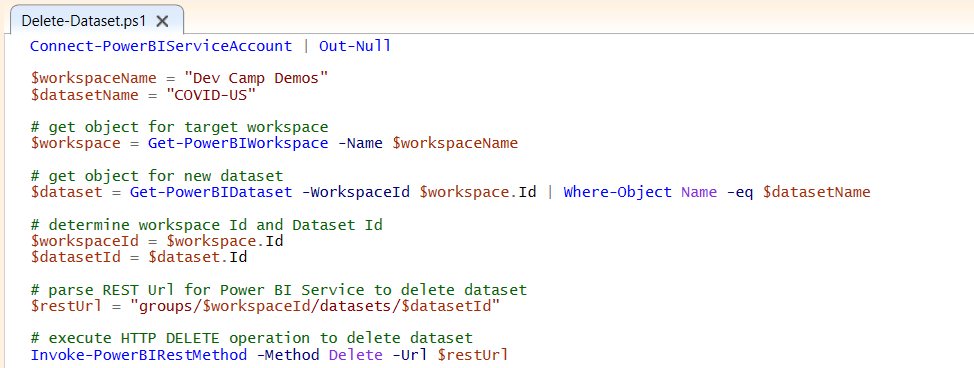 Delete-Dataset.ps1 X
Connect-PowerBIServiceAccount | Out-Null
$workspaceName = "Dev Camp Demos"
$datasetName = "COVID-US"
# get object for target workspace
$workspace = Get-PowerBIWorkspace -Name $workspaceName
# get object for new dataset
$dataset = Get-PowerBIDataset -WorkspaceId $workspace.Id | Where-Object Name -eq $datasetName
# determine workspace Id and Dataset Id
$workspaceId = $workspace.Id
$datasetId = $dataset.Id
# parse REST Url for Power BI Service to delete dataset
$restUrl = "groups/$workspaceId/datasets/$datasetId"
# execute HTTP DELETE operation to delete dataset
Invoke-PowerBIRestMethod -Method Delete -Url $restUrl